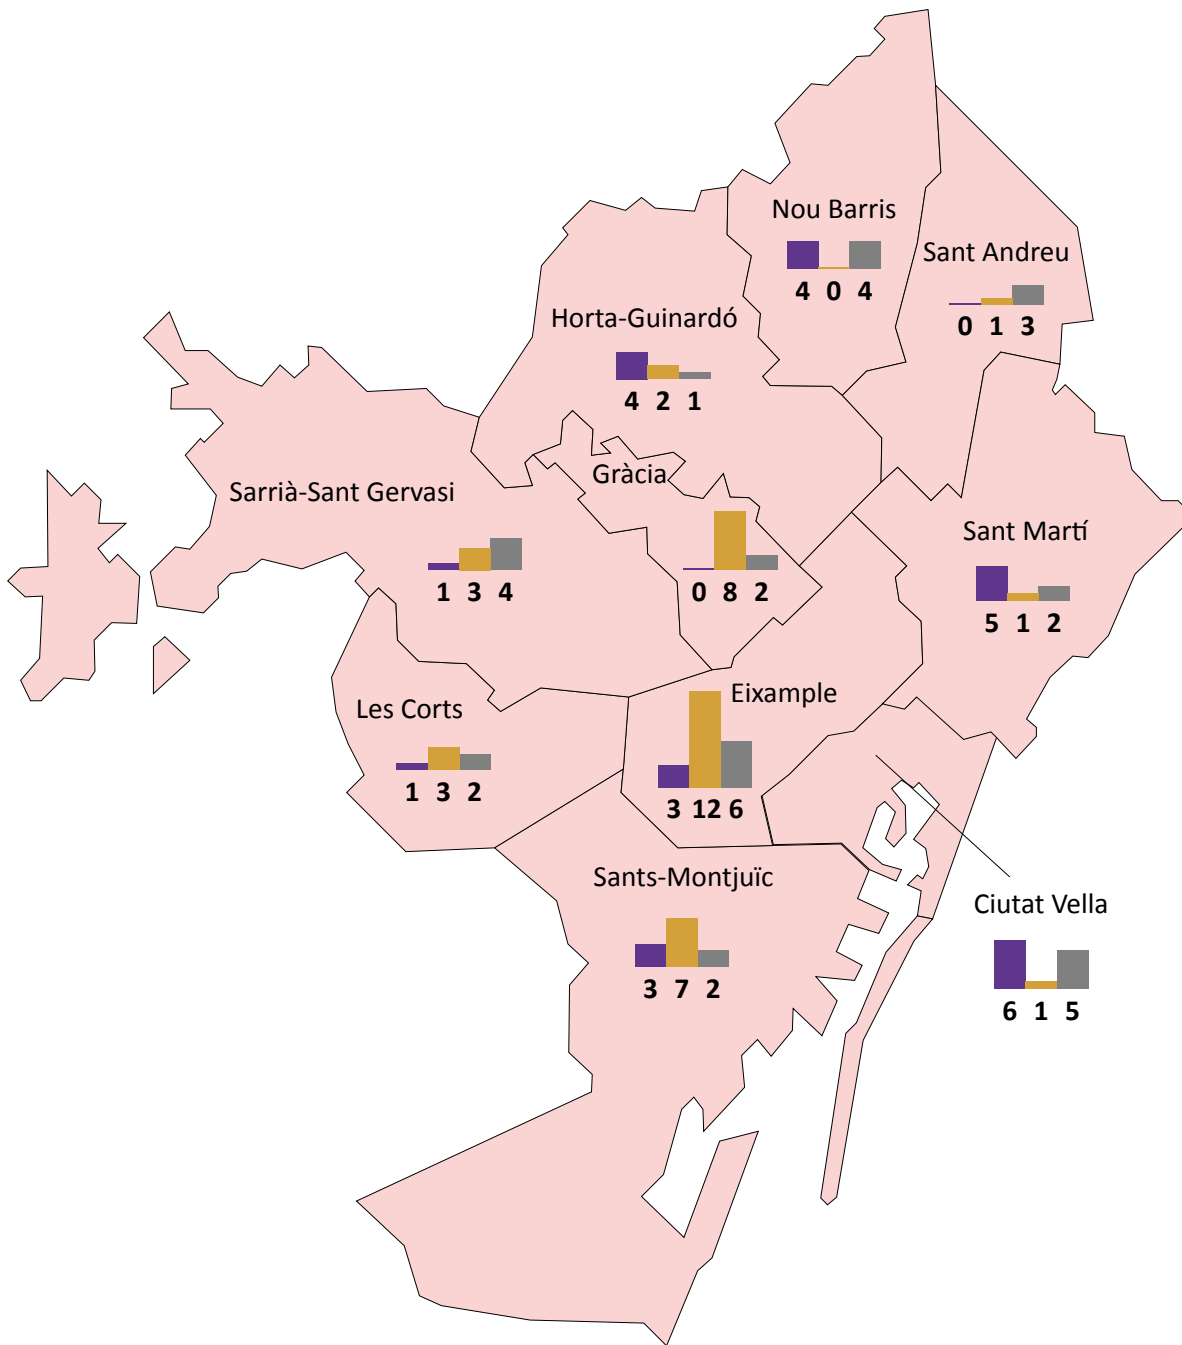 Nou Barris
4 0 4
Sant Andreu
0 1 3
Horta-Guinardó
4 2 1
Gràcia
0 8 2
Sarrià-Sant Gervasi
1 3 4
Sant Martí
5 1 2
Eixample
3 12 6
Les Corts
1 3 2
Sants-Montjuïc
3 7 2
Ciutat Vella
6 1 5